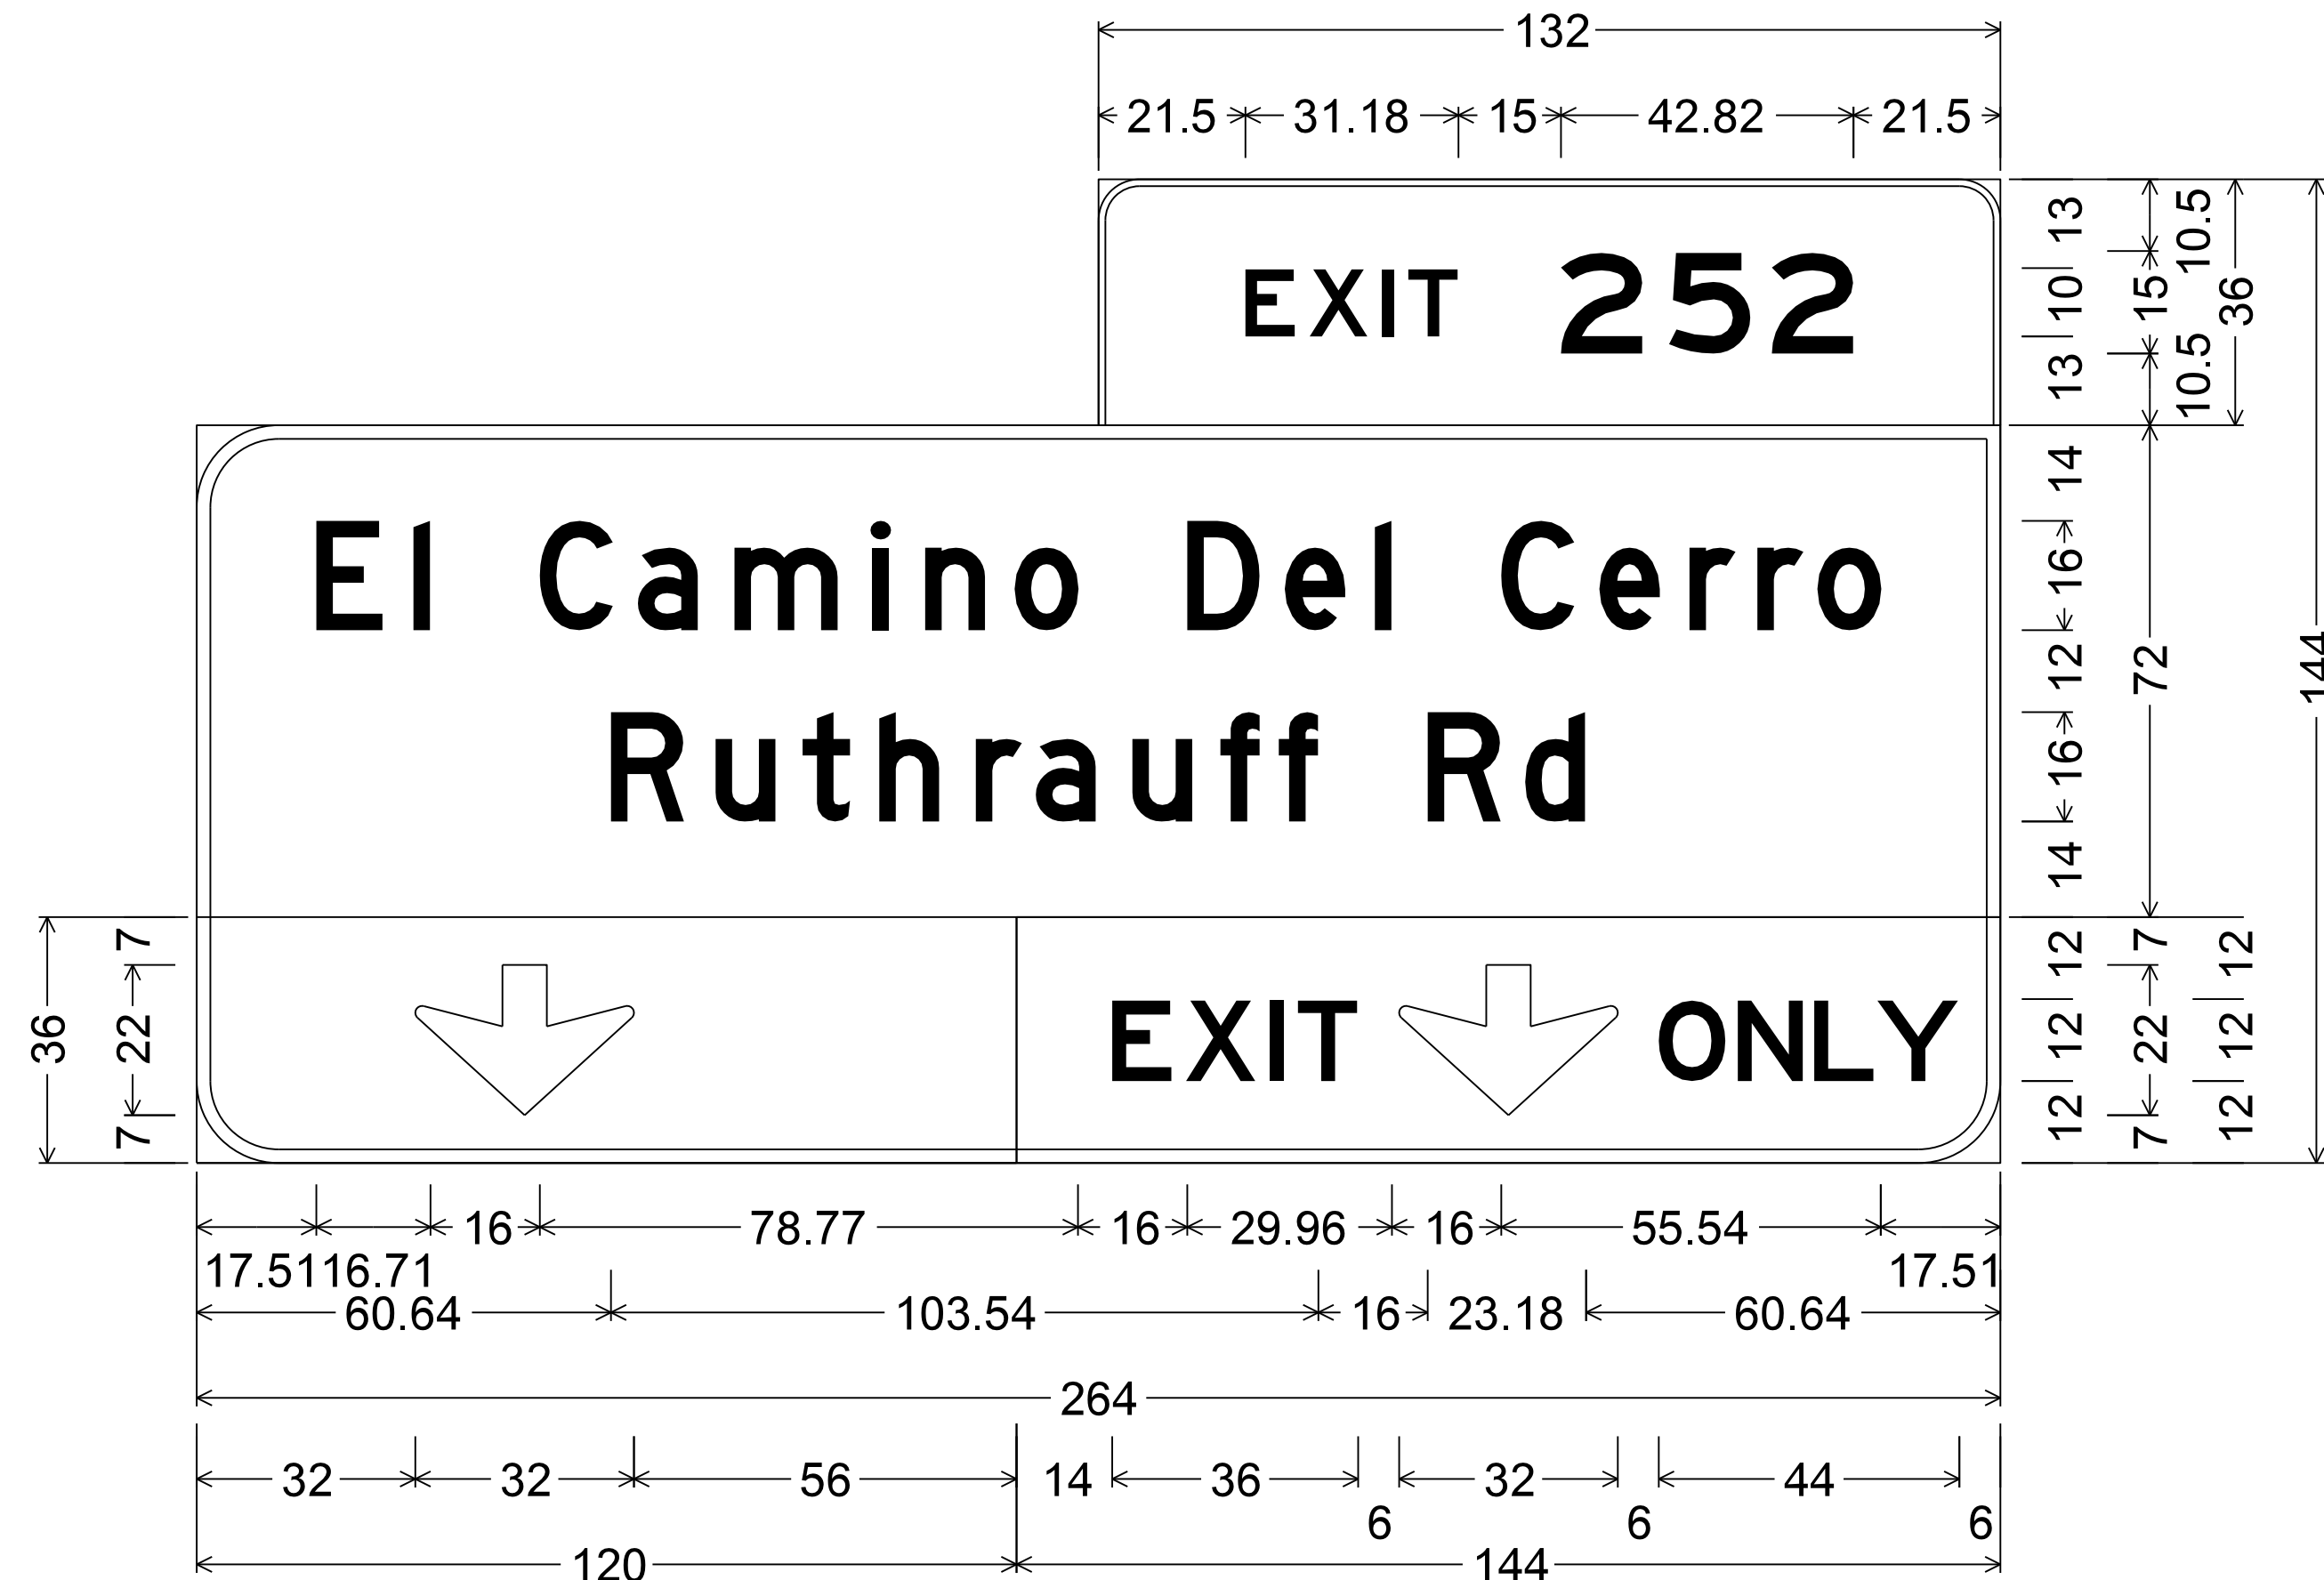 132
21.5 31.18 15 42.82 21.5
EXIT 252
13 10 13
10.5 15 10.5
36
El Camino Del Cerro
Ruthrauff Rd
14 16 12 16 14
72
144
EXIT ONLY
36
7 22 7
12 12 12
7 22 7
12 12 12
16 78.77 16 29.96 16 55.54
17.51 16.71 17.51
60.64 103.54 16 23.18 60.64
264
32 32 56 14 36 32 44
6 6 6
120 144